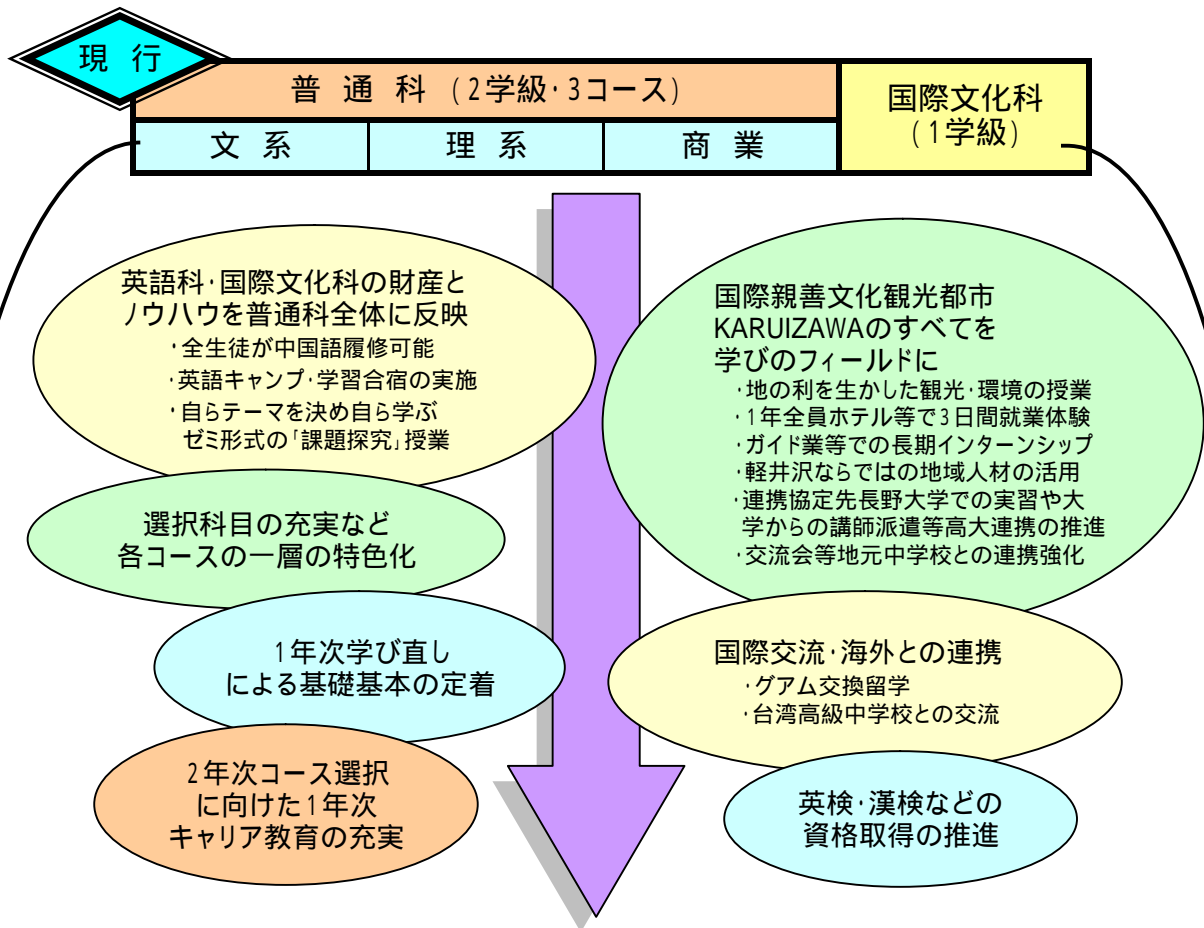 現 行
普 通 科 (2学級・3コース)
国際文化科
(1学級)
文 系
理 系
商 業
英語科・国際文化科の財産と
ノウハウを普通科全体に反映
・全生徒が中国語履修可能
・英語キャンプ・学習合宿の実施
・自らテーマを決め自ら学ぶ
ゼミ形式の「課題探究」授業
選択科目の充実など
各コースの一層の特色化
1年次学び直し
による基礎基本の定着
2年次コース選択
に向けた1年次
キャリア教育の充実
国際親善文化観光都市
KARUIZAWAのすべてを
学びのフィールドに
・地の利を生かした観光・環境の授業
・1年全員ホテル等で3日間就業体験
・ガイド業等での長期インターンシップ
・軽井沢ならではの地域人材の活用
・連携協定先長野大学での実習や大
学からの講師派遣等高大連携の推進
・交流会等地元中学校との連携強化
国際交流・海外との連携
・グアム交換留学
・台湾高級中学校との交流
英検・漢検などの
資格取得の推進